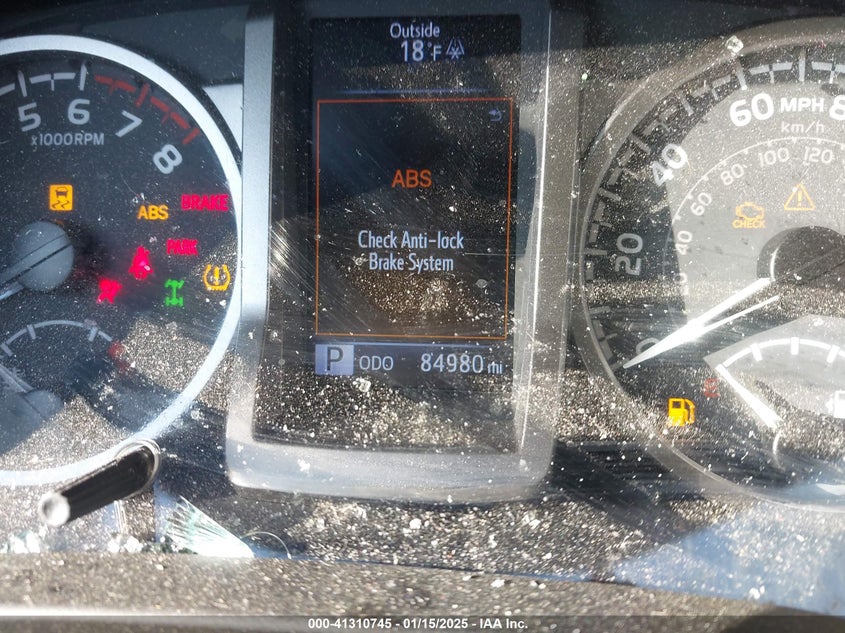 Outside
18°F
5 6 7 8
x1000RPM
ABS
BRAKE
PARK
ABS
Check Anti-lock
Brake System
P ODO 84980 mi
20 40 60 MPH 8
km/h
40 60 80 100 120
CHECK
000-41310745 - 01/15/2025 - IAA Inc.